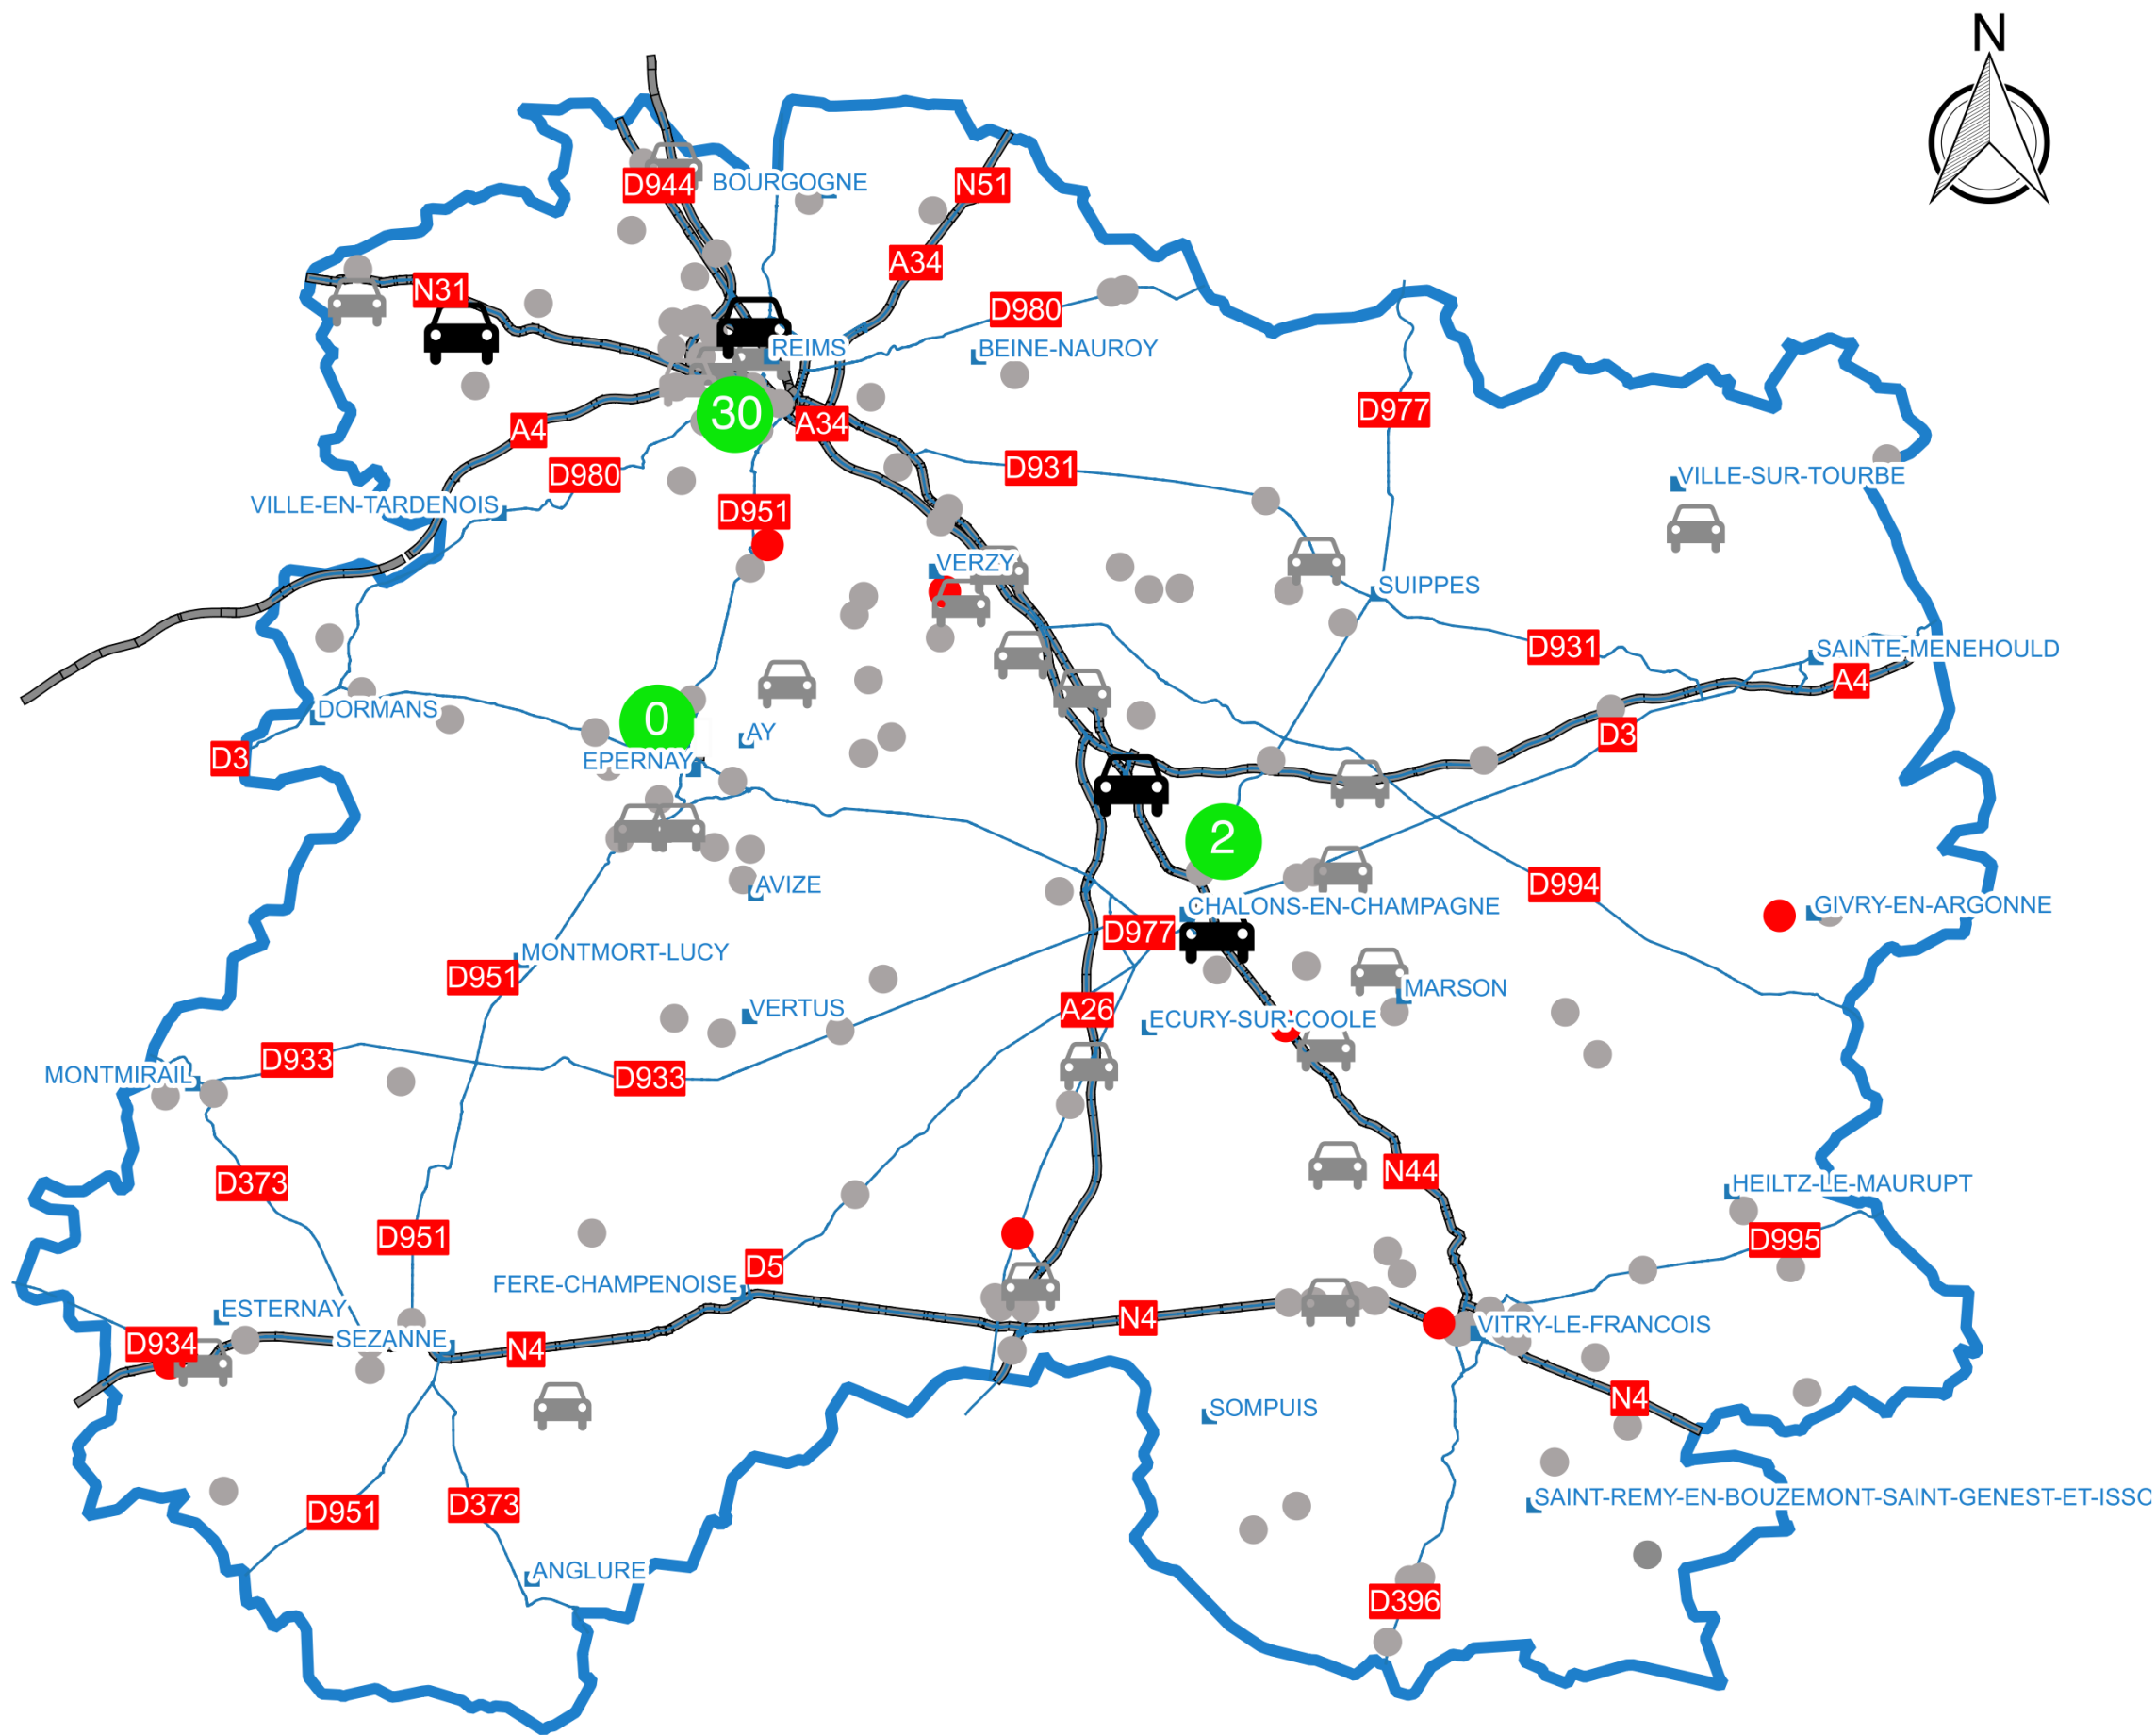 N
D944
BOURGOGNE
N51
A34
N31
D980
REIMS
BEINE-NAUROY
30
D977
A4
A34
D980
D931
VILLE-SUR-TOURBE
VILLE-EN-TARDENOIS
D951
VERZY
SUIPPES
D931
SAINTE-MENEHOULD
A4
DORMANS
0
AY
D3
D3
EPERNAY
2
AVIZE
D994
CHALONS-EN-CHAMPAGNE
GIVRY-EN-ARGONNE
D977
MONTMORT-LUCY
D951
MARSON
VERTUS
A26
ECURY-SUR-COOLE
D933
MONTMIRAIL
D933
D373
N44
HEILTZ-LE-MAURUPT
D951
D995
D5
FERE-CHAMPENOISE
ESTERNAY
N4
VITRY-LE-FRANCOIS
D934
SEZANNE
N4
N4
SOMPUIS
D951
D373
SAINT-REMY-EN-BOUZEMONT-SAINT-GENEST-ET-ISSO
ANGLURE
D396